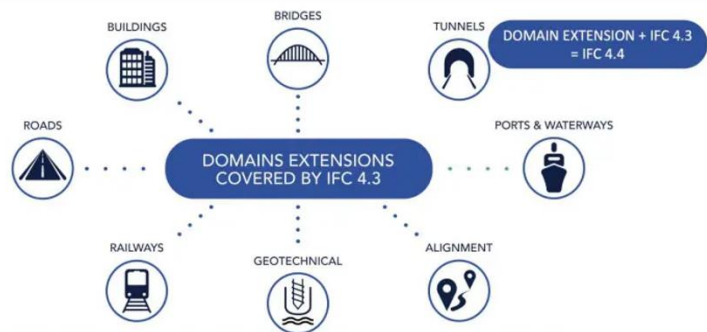 BRIDGES
BUILDINGS
TUNNELS
DOMAIN EXTENSION + IFC 4.3
= IFC 4.4
ROADS
PORTS & WATERWAYS
DOMAINS EXTENSIONS
COVERED BY IFC 4.3
RAILWAYS
GEOTECHNICAL
ALIGNMENT